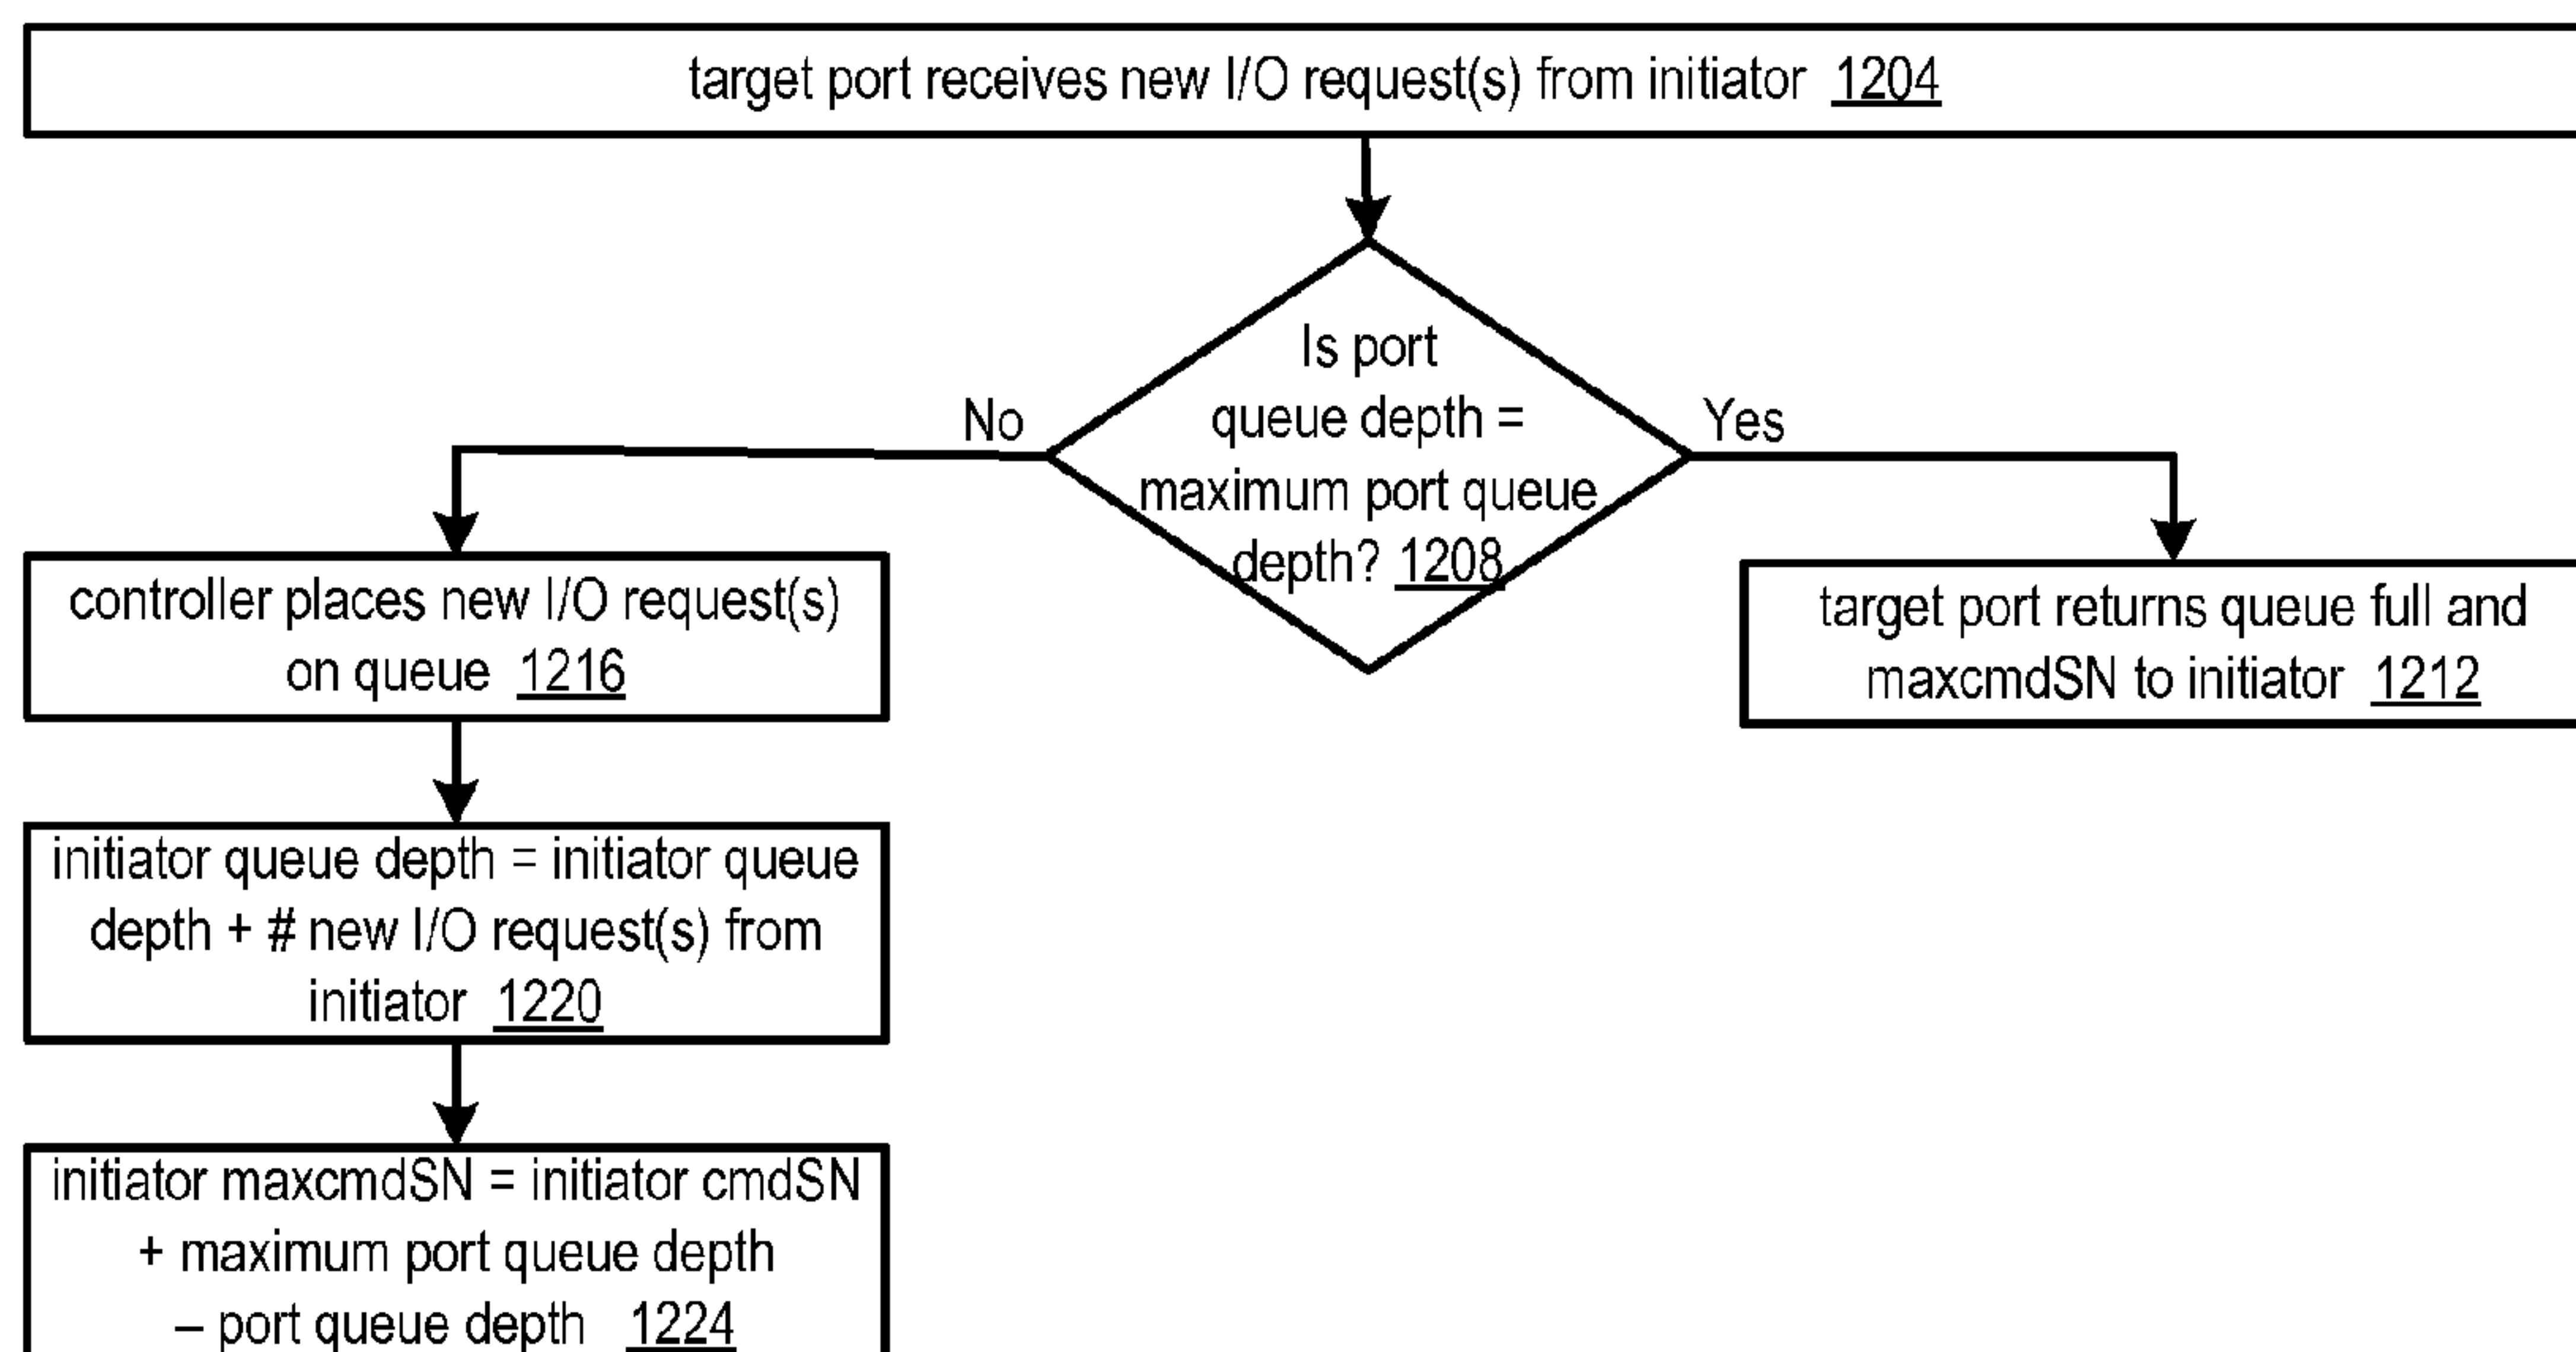 target port receives new I/O request(s) from initiator 1204
Is port
queue depth =
maximum port queue
depth? 1208
No
Yes
controller places new I/O request(s)
on queue 1216
target port returns queue full and
maxcmdSN to initiator 1212
initiator queue depth = initiator queue
depth + # new I/O request(s) from
initiator 1220
initiator maxcmdSN = initiator cmdSN
+ maximum port queue depth
– port queue depth 1224